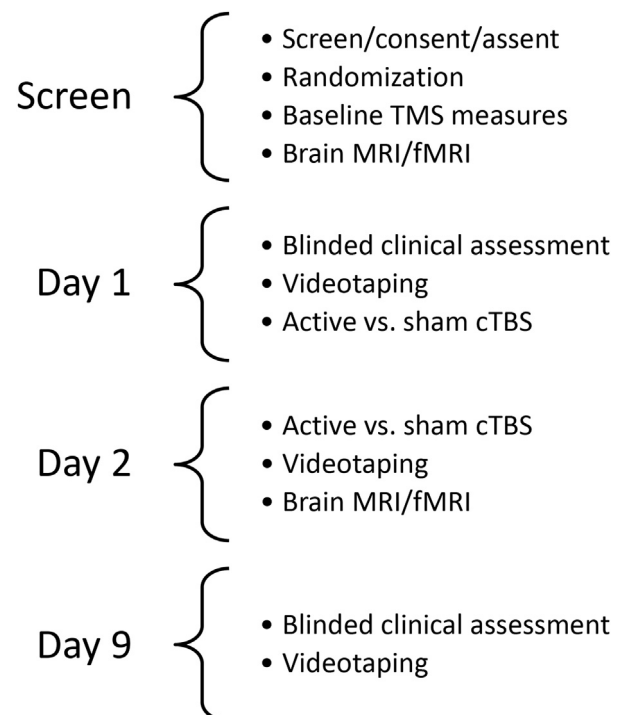 Screen
• Screen/consent/assent
• Randomization
• Baseline TMS measures
• Brain MRI/fMRI
Day 1
• Blinded clinical assessment
• Videotaping
• Active vs. sham cTBS
Day 2
• Active vs. sham cTBS
• Videotaping
• Brain MRI/fMRI
Day 9
• Blinded clinical assessment
• Videotaping